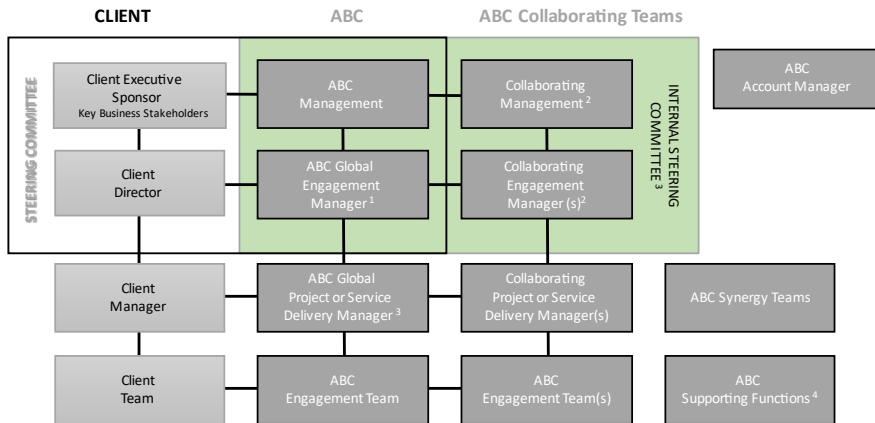 CLIENT
ABC
ABC Collaborating Teams
STEERING COMMITTEE
Client Executive
Sponsor
Key Business Stakeholders
ABC
Management
Collaborating
Management 2
INTERNAL STEERING
COMMITTEE 3
ABC
Account Manager
Client
Director
ABC Global
Engagement
Manager 1
Collaborating
Engagement
Manager (s) 2
Client
Manager
ABC Global
Project or Service
Delivery Manager 3
Collaborating
Project or Service
Delivery Manager(s)
ABC Synergy Teams
Client
Team
ABC
Engagement Team
ABC
Engagement Team(s)
ABC
Supporting Functions 4